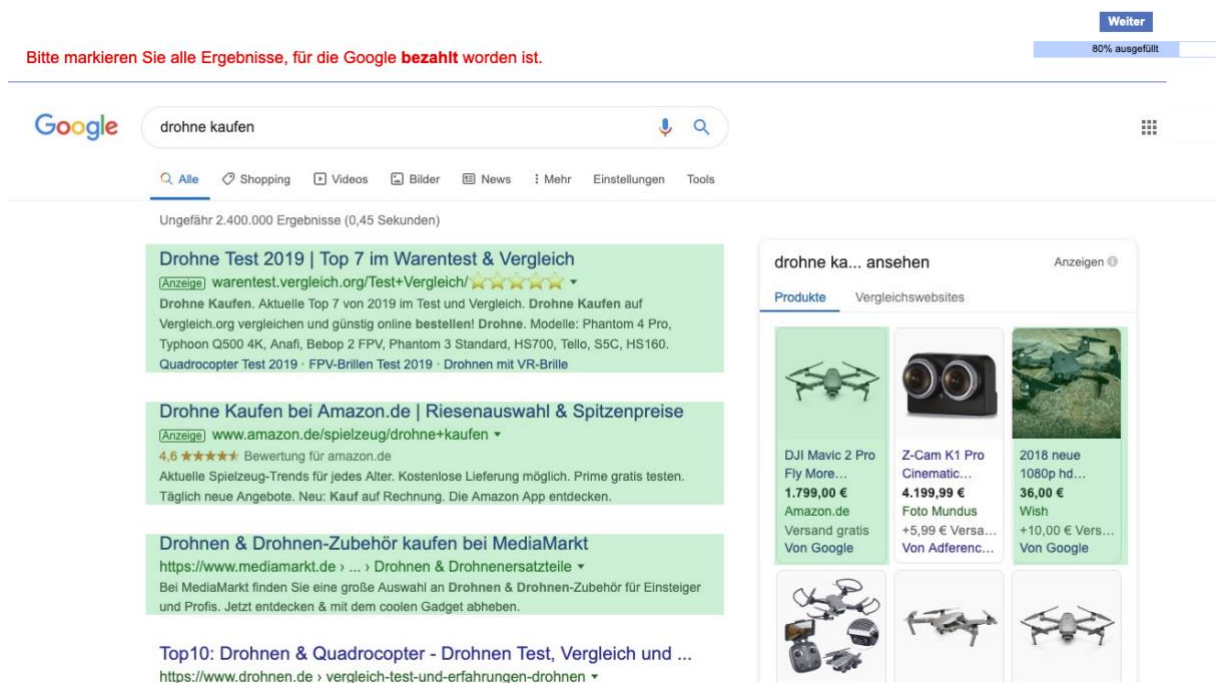 Weiter
80% ausgefüllt
Bitte markieren Sie alle Ergebnisse, für die Google bezahlt worden ist.
Google
drohne kaufen
Alle Shopping Videos Bilder News Mehr Einstellungen Tools
Ungefähr 2.400.000 Ergebnisse (0,45 Sekunden)
Drohne Test 2019 | Top 7 im Warentest & Vergleich
Anzeige warentest.vergleich.org/Test+Vergleich/
Drohne Kaufen. Aktuelle Top 7 von 2019 im Test und Vergleich. Drohne Kaufen auf
Vergleich.org vergleichen und günstig online bestellen! Drohne. Modelle: Phantom 4 Pro,
Typhoon Q500 4K, Anafi, Bebop 2 FPV, Phantom 3 Standard, HS700, Tello, S5C, HS160.
Quadrocopter Test 2019 · FPV-Brillen Test 2019 · Drohnen mit VR-Brille
Drohne Kaufen bei Amazon.de | Riesenauswahl & Spitzenpreise
Anzeige www.amazon.de/spielzeug/drohne+kaufen
4,6 ★★★★★ Bewertung für amazon.de
Aktuelle Spielzeug-Trends für jedes Alter. Kostenlose Lieferung möglich. Prime gratis testen.
Täglich neue Angebote. Neu: Kauf auf Rechnung. Die Amazon App entdecken.
Drohnen & Drohnen-Zubehör kaufen bei MediaMarkt
https://www.mediamarkt.de › ... › Drohnen & Drohnenersatzteile
Bei MediaMarkt finden Sie eine große Auswahl an Drohnen & Drohnen-Zubehör für Einsteiger
und Profis. Jetzt entdecken & mit dem coolen Gadget abheben.
Top10: Drohnen & Quadrocopter - Drohnen Test, Vergleich und ...
https://www.drohnen.de › vergleich-test-und-erfahrungen-drohnen
drohne ka... ansehen
Anzeigen
Produkte Vergleichswebsites
DJI Mavic 2 Pro
Fly More...
1.799,00 €
Amazon.de
Versand gratis
Von Google
Z-Cam K1 Pro
Cinematic...
4.199,99 €
Foto Mundus
+5,99 € Versa...
Von Adferenc...
2018 neue
1080p hd...
36,00 €
Wish
+10,00 € Vers...
Von Google